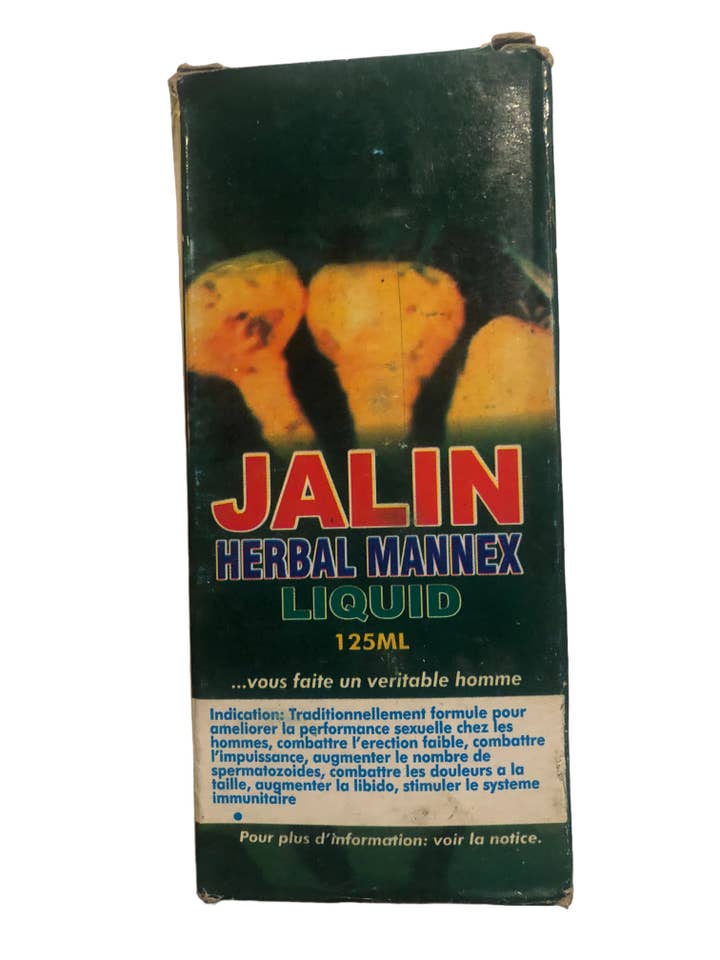 JALIN
HERBAL MANNEX
LIQUID
125ML
...vous faite un veritable homme
Indication: Traditionnellement formule pour
ameliorer la performance sexuelle chez les
hommes, combattre l'erection faible, combattre
l'impuissance, augmenter le nombre de
spermatozoides, combattre les douleurs a la
taille, augmenter la libido, stimuler le systeme
immunitaire
Pour plus d'information: voir la notice.